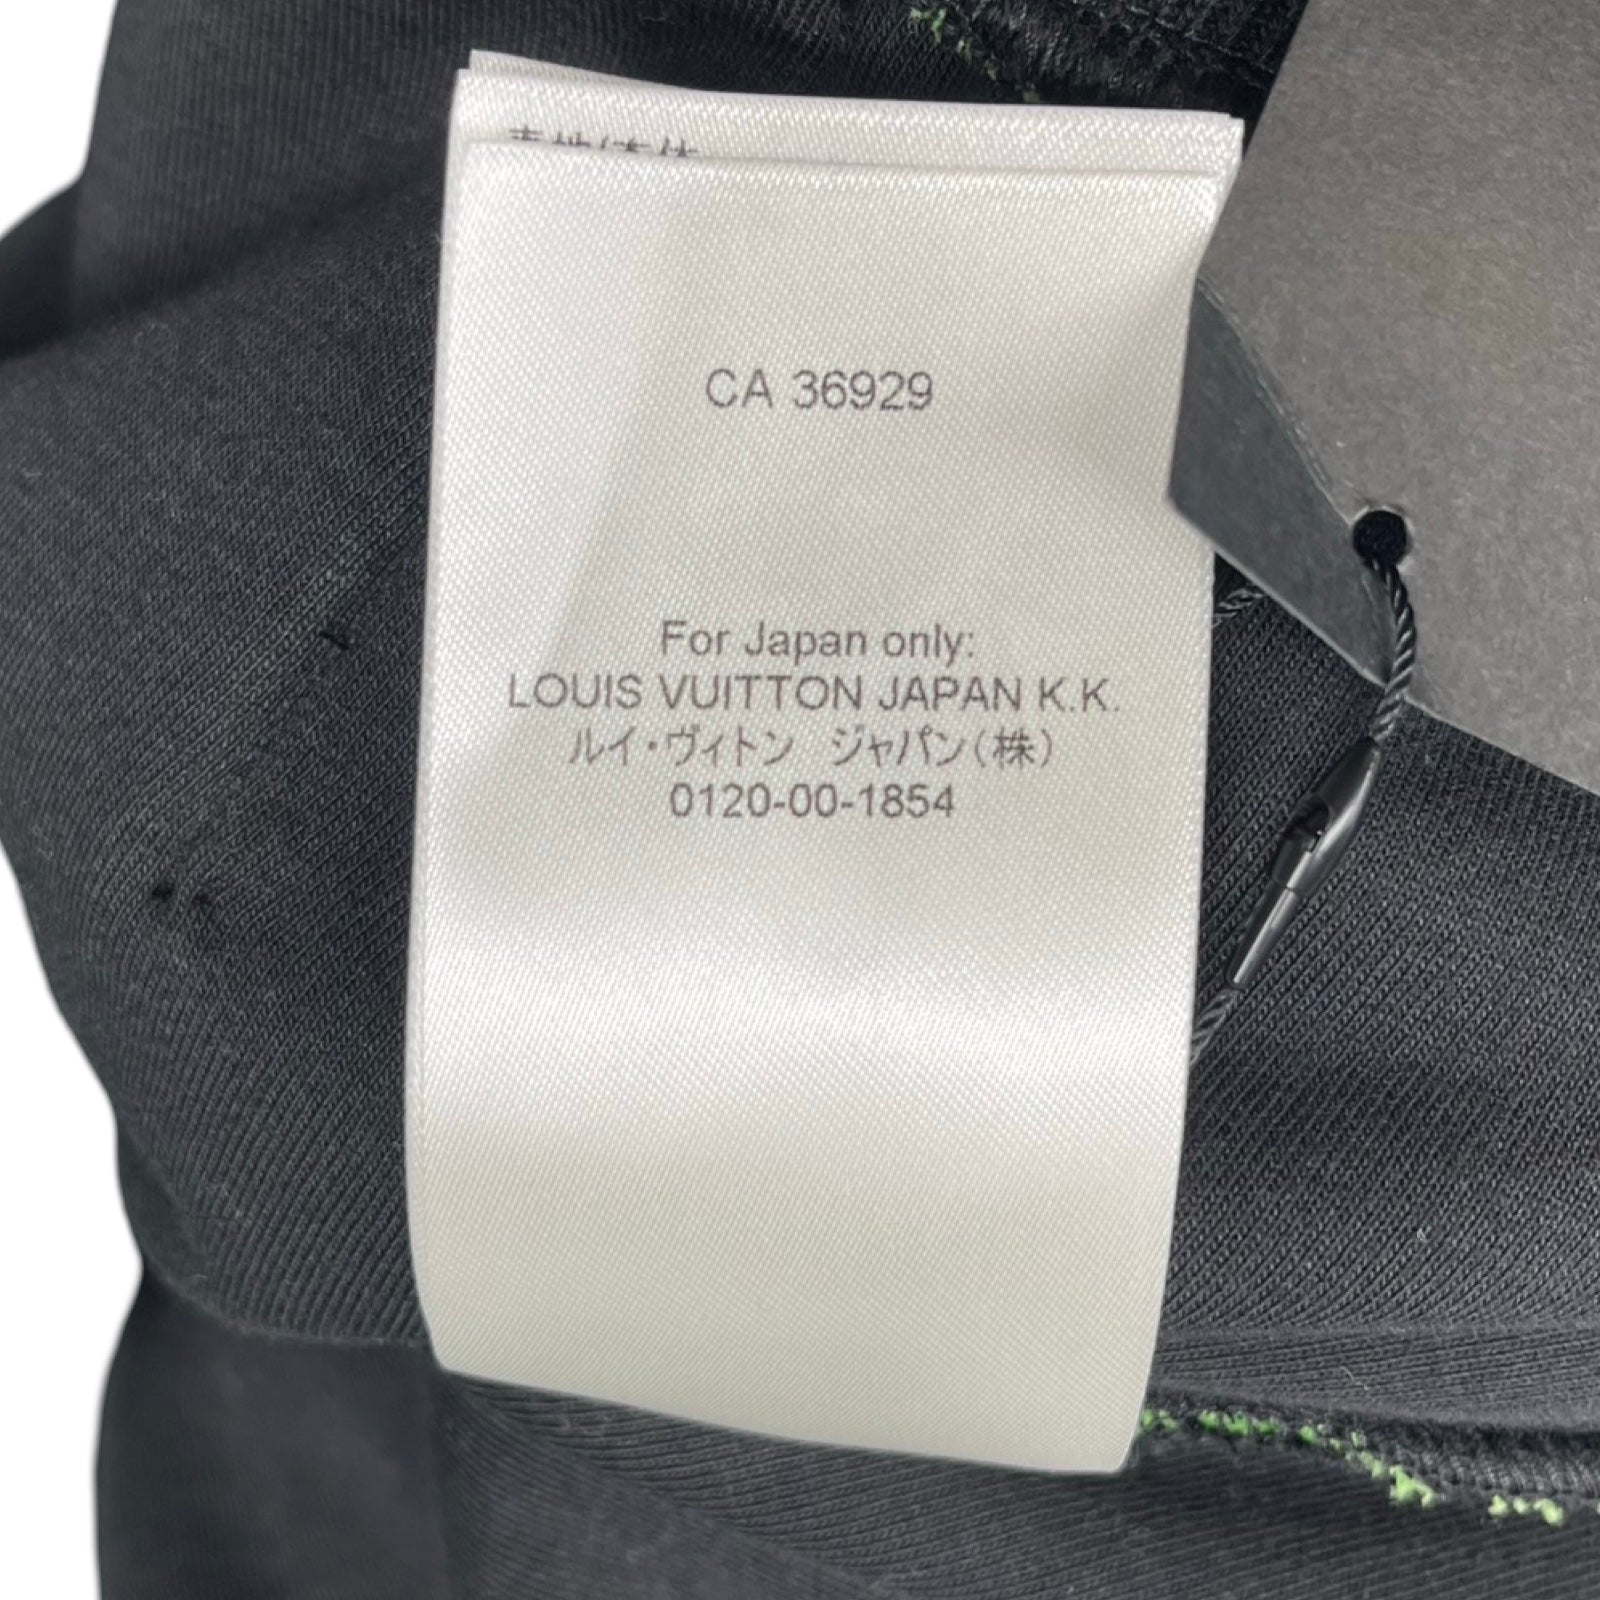 CA 36929
For Japan only:
LOUIS VUITTON JAPAN K.K.
ルイ・ヴィトン ジャパン(株)
0120-00-1854